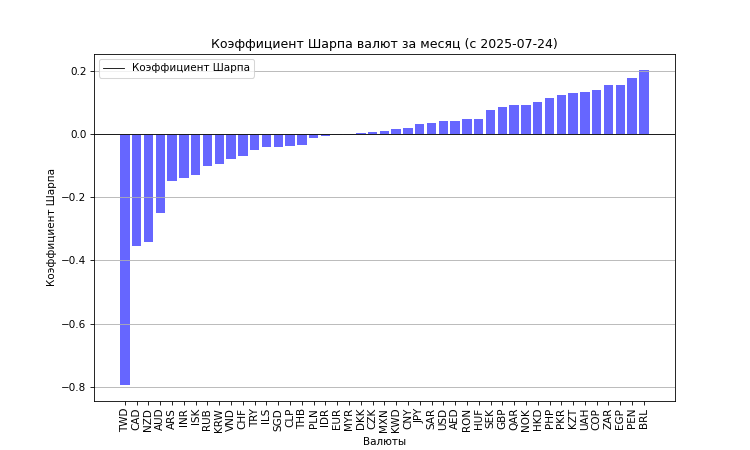 Коэффициент Шарпа валют за месяц (с 2025-07-24)
Коэффициент Шарпа
Коэффициент Шарпа
0.2
0.0
−0.2
−0.4
−0.6
−0.8
TWD
CAD
NZD
AUD
ARS
INR
ISK
RUB
KRW
VND
CHF
TRY
ILS
SGD
CLP
THB
PLN
IDR
EUR
MYR
DKK
CZK
MXN
KWD
CNY
JPY
SAR
USD
AED
RON
HUF
SEK
GBP
QAR
NOK
HKD
PHP
PKR
KZT
UAH
COP
ZAR
EGP
PEN
BRL
Валюты